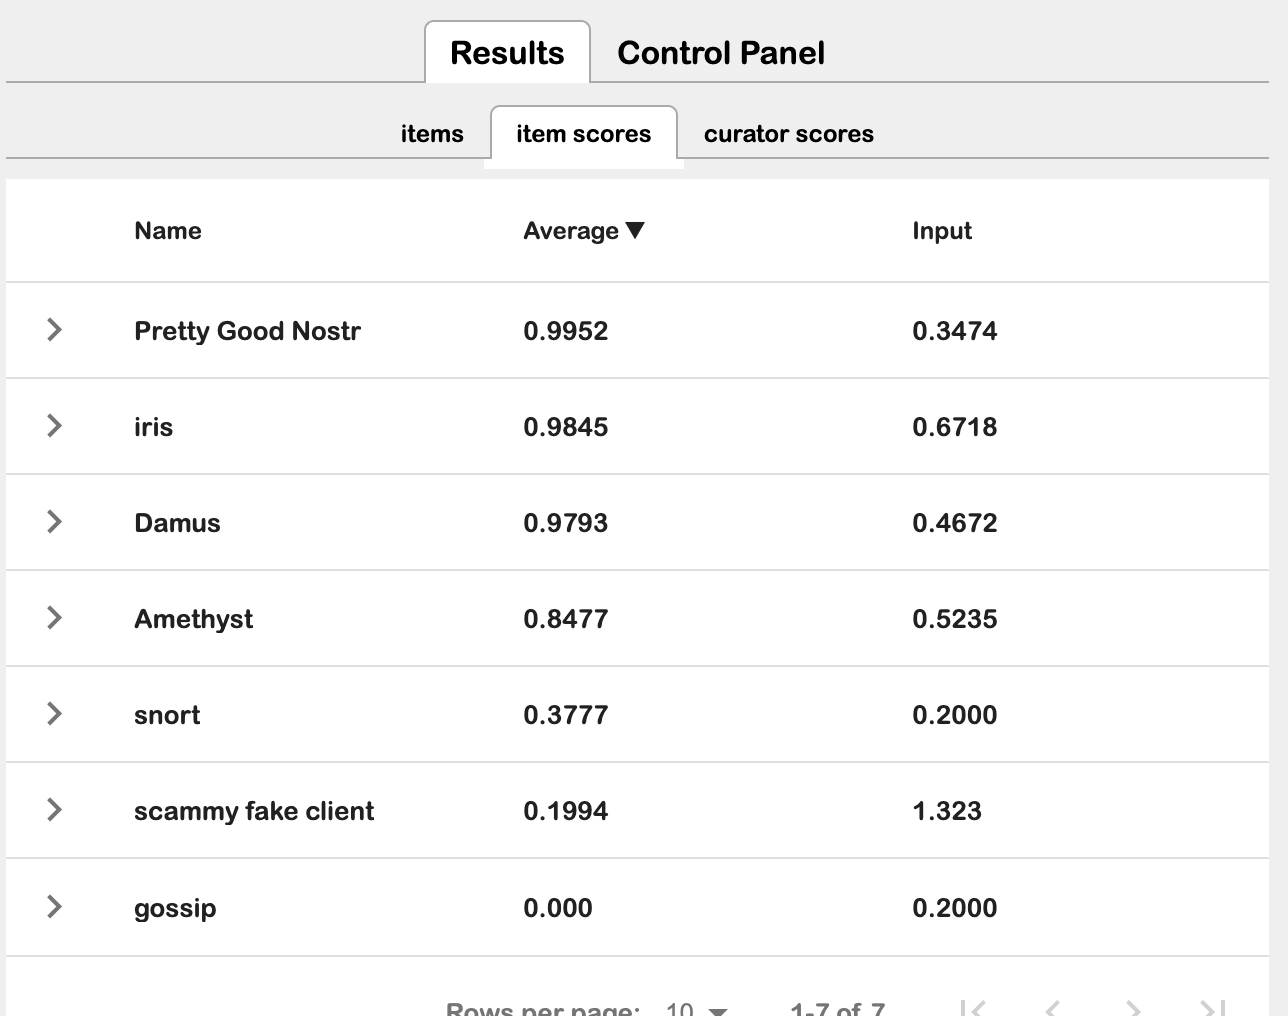 Results Control Panel
items item scores curator scores
Name Average ▼ Input
Pretty Good Nostr 0.9952 0.3474
iris 0.9845 0.6718
Damus 0.9793 0.4672
Amethyst 0.8477 0.5235
snort 0.3777 0.2000
scammy fake client 0.1994 1.323
gossip 0.000 0.2000
Rows per page: 10 1-7 of 7